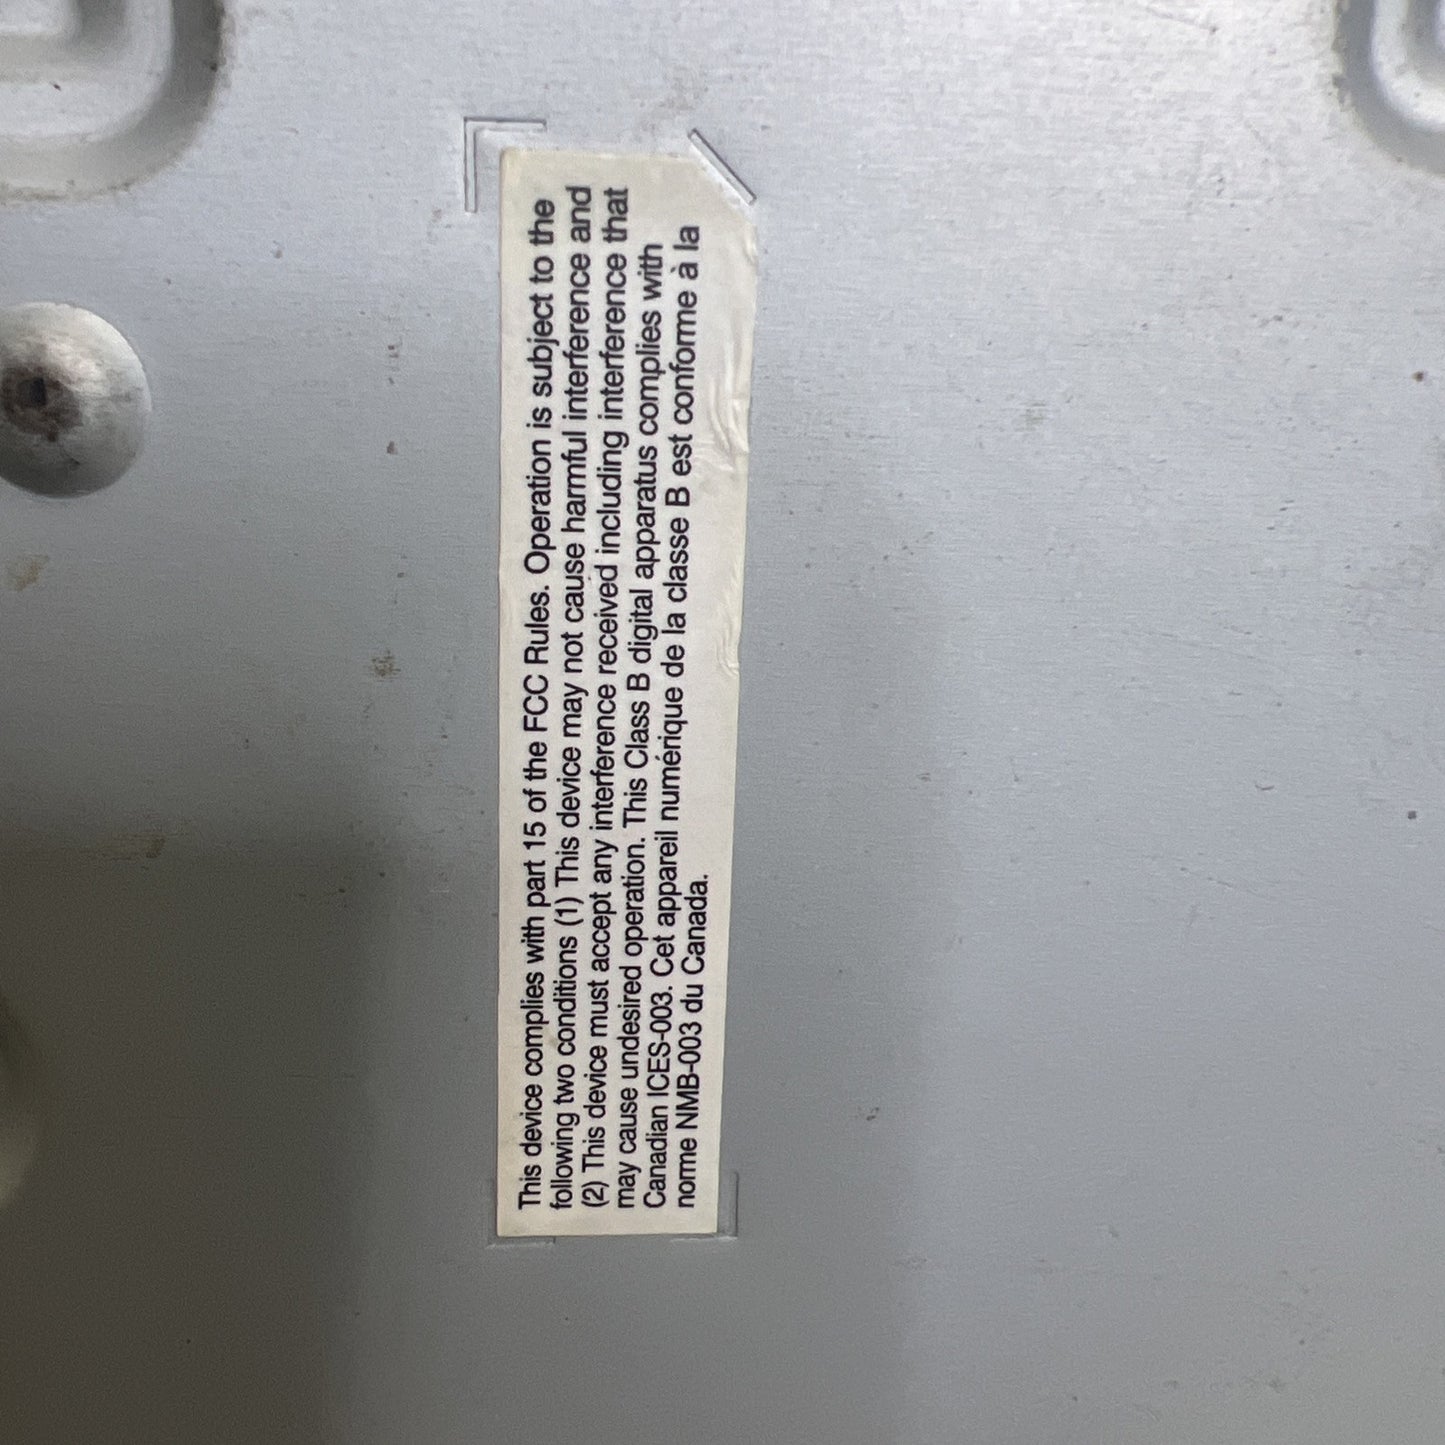 This device complies with part 15 of the FCC Rules. Operation is subject to the
following two conditions (1) This device may not cause harmful interference and
(2) This device must accept any interference received including interference that
may cause undesired operation. This Class B digital apparatus complies with
Canadian ICES-003. Cet appareil numérique de la classe B est conforme à la
norme NMB-003 du Canada.